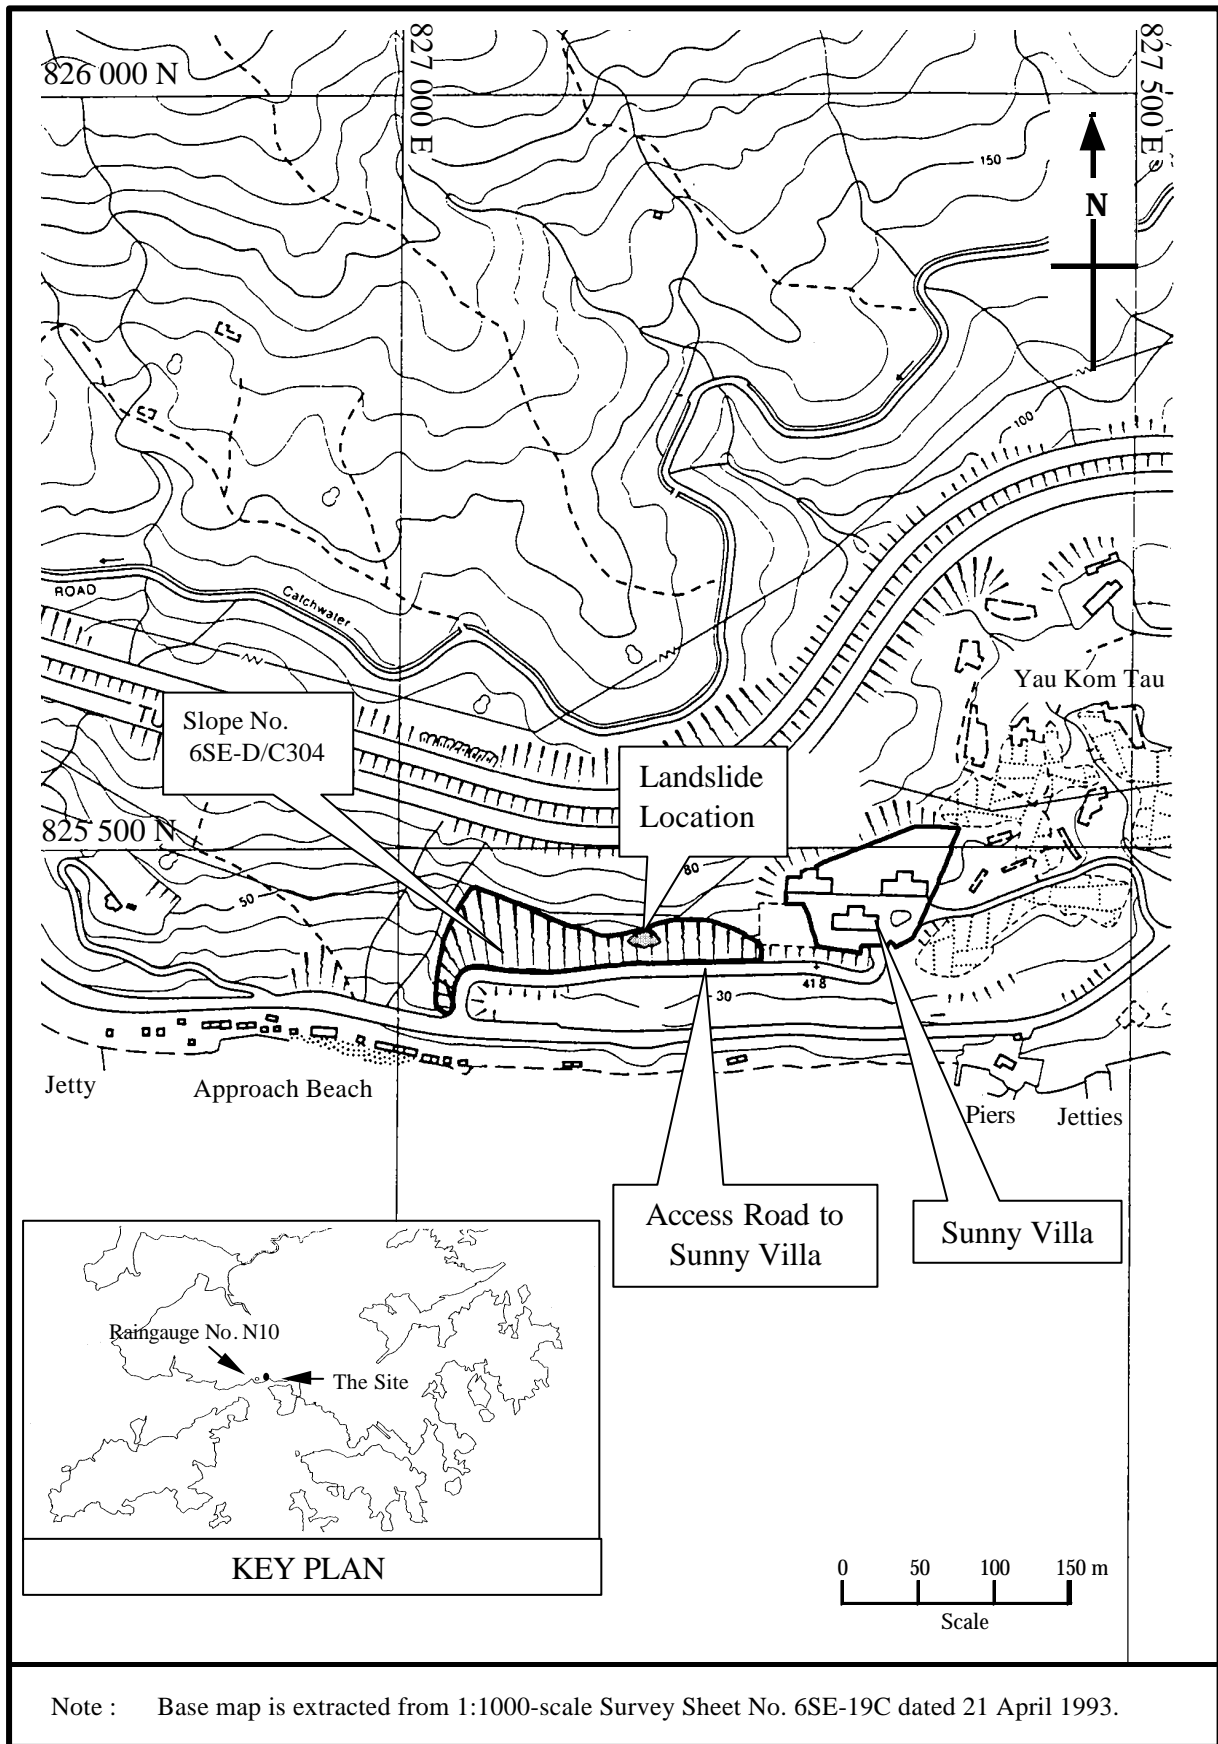 826 000 N
827 000 E
827 500 E
150
N
100
ROAD
Catchwater
TU
Yau Kom Tau
Slope No.
6SE-D/C304
Landslide
Location
825 500 N
80
50
41.8
30
Jetty
Approach Beach
Piers
Jetties
Access Road to
Sunny Villa
Sunny Villa
Raingauge No. N10
The Site
KEY PLAN
0 50 100 150 m
Scale
Note : Base map is extracted from 1:1000-scale Survey Sheet No. 6SE-19C dated 21 April 1993.